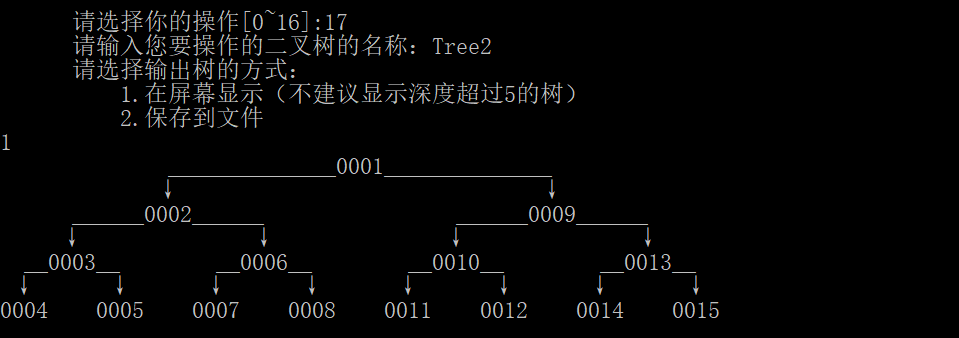 请选择你的操作[0~16]:17
请输入您要操作的二叉树的名称：Tree2
请选择输出树的方式：
1.在屏幕显示（不建议显示深度超过5的树）
2.保存到文件
1
______________0001______________
↓ ↓
______0002______ ______0009______
↓ ↓ ↓ ↓
__0003__ __0006__ __0010__ __0013__
↓ ↓ ↓ ↓ ↓ ↓ ↓ ↓
0004 0005 0007 0008 0011 0012 0014 0015